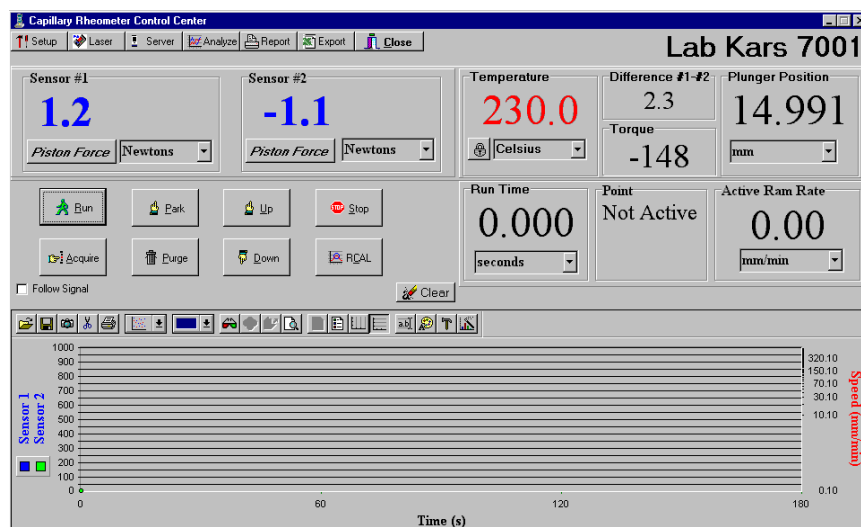 Capillary Rheometer Control Center
Setup Laser Server Analyze Report Export Close
Lab Kars 7001
Sensor #1 Sensor #2 Temperature Difference #1-#2 Plunger Position
1.2 -1.1 230.0 2.3 14.991
Torque
-148
Piston Force Newtons Piston Force Newtons Celsius mm
Run Park Up Stop
Run Time Point Active Ram Rate
0.000 Not Active 0.00
Acquire Purge Down RCAL
seconds mm/min
Follow Signal Clear
a.b
1000
900
800
700
600
500
400
300
200
100
0
Sensor 1
Sensor 2
320.10
150.10
70.10
30.10
10.10
0.10
Speed (mm/min)
0 60 120 180
Time (s)